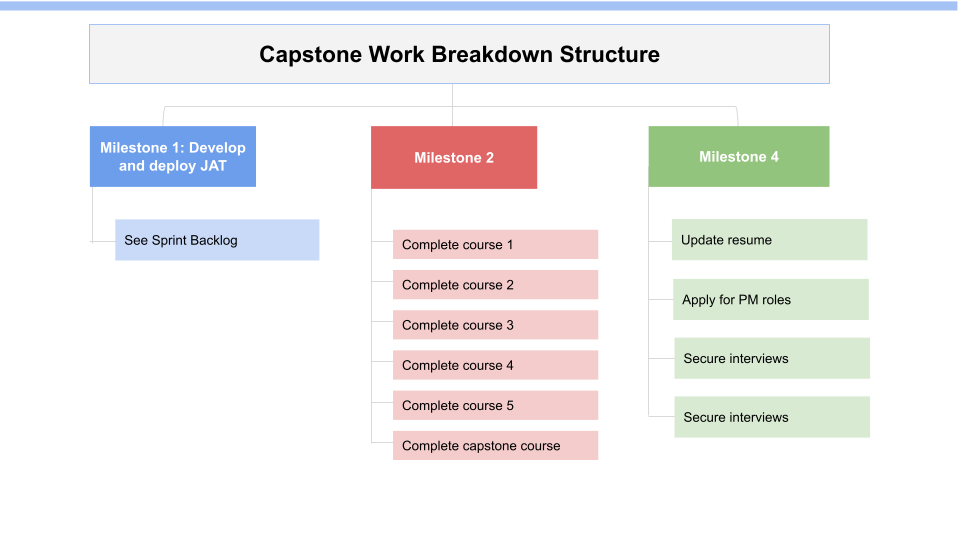 Capstone Work Breakdown Structure
Milestone 1: Develop
and deploy JAT
See Sprint Backlog
Milestone 2
Complete course 1
Complete course 2
Complete course 3
Complete course 4
Complete course 5
Complete capstone course
Milestone 4
Update resume
Apply for PM roles
Secure interviews
Secure interviews